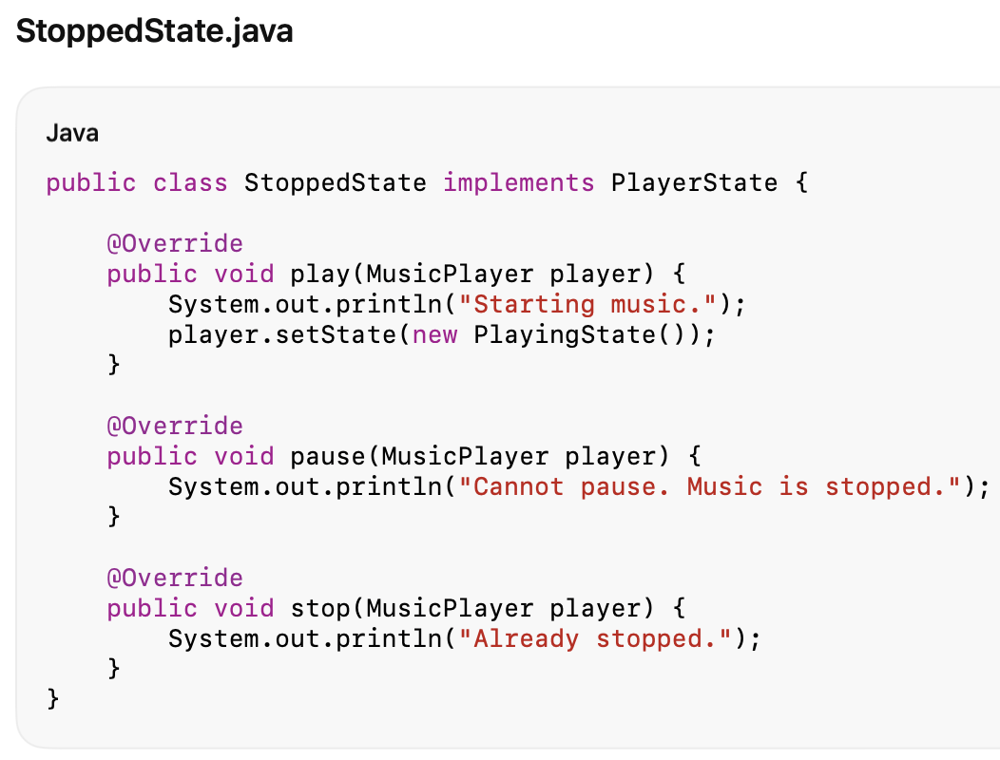 StoppedState.java
Java
public class StoppedState implements PlayerState {
@Override
public void play(MusicPlayer player) {
System.out.println("Starting music.");
player.setState(new PlayingState());
}
@Override
public void pause(MusicPlayer player) {
System.out.println("Cannot pause. Music is stopped.");
}
@Override
public void stop(MusicPlayer player) {
System.out.println("Already stopped.");
}
}